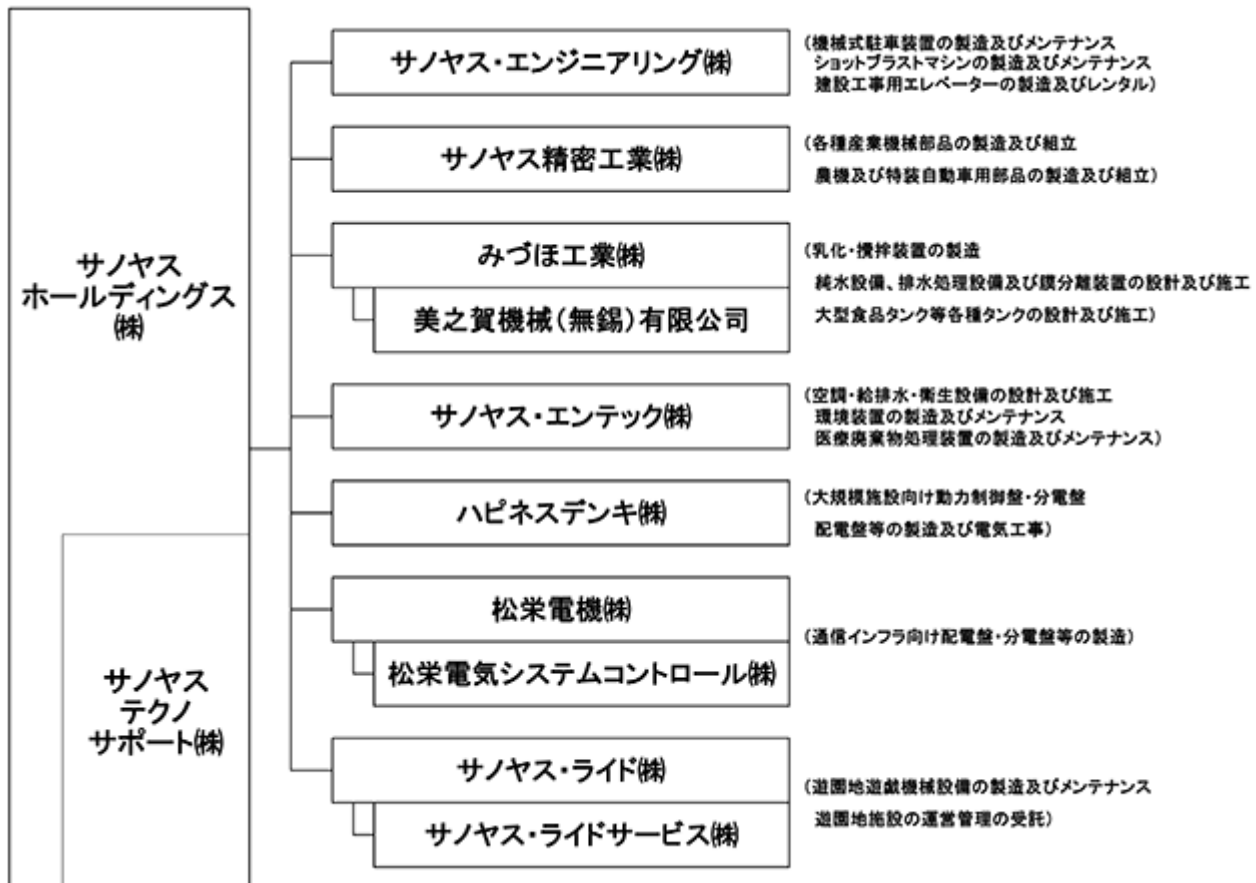 サノヤス
ホールディングス
㈱
サノヤス
テクノ
サポート㈱
サノヤス・エンジニアリング㈱
(機械式駐車装置の製造及びメンテナンス
ショットブラストマシンの製造及びメンテナンス
建設工事用エレベーターの製造及びレンタル)
サノヤス精密工業㈱
(各種産業機械部品の製造及び組立
農機及び特装自動車用部品の製造及び組立)
みづほ工業㈱
美之賀機械(無錫)有限公司
(乳化・攪拌装置の製造
純水設備、排水処理設備及び膜分離装置の設計及び施工
大型食品タンク等各種タンクの設計及び施工)
サノヤス・エンテック㈱
(空調・給排水・衛生設備の設計及び施工
環境装置の製造及びメンテナンス
医療廃棄物処理装置の製造及びメンテナンス)
ハピネスデンキ㈱
(大規模施設向け動力制御盤・分電盤
配電盤等の製造及び電気工事)
松栄電機㈱
松栄電気システムコントロール㈱
(通信インフラ向け配電盤・分電盤等の製造)
サノヤス・ライド㈱
サノヤス・ライドサービス㈱
(遊園地遊戯機械設備の製造及びメンテナンス
遊園地施設の運営管理の受託)